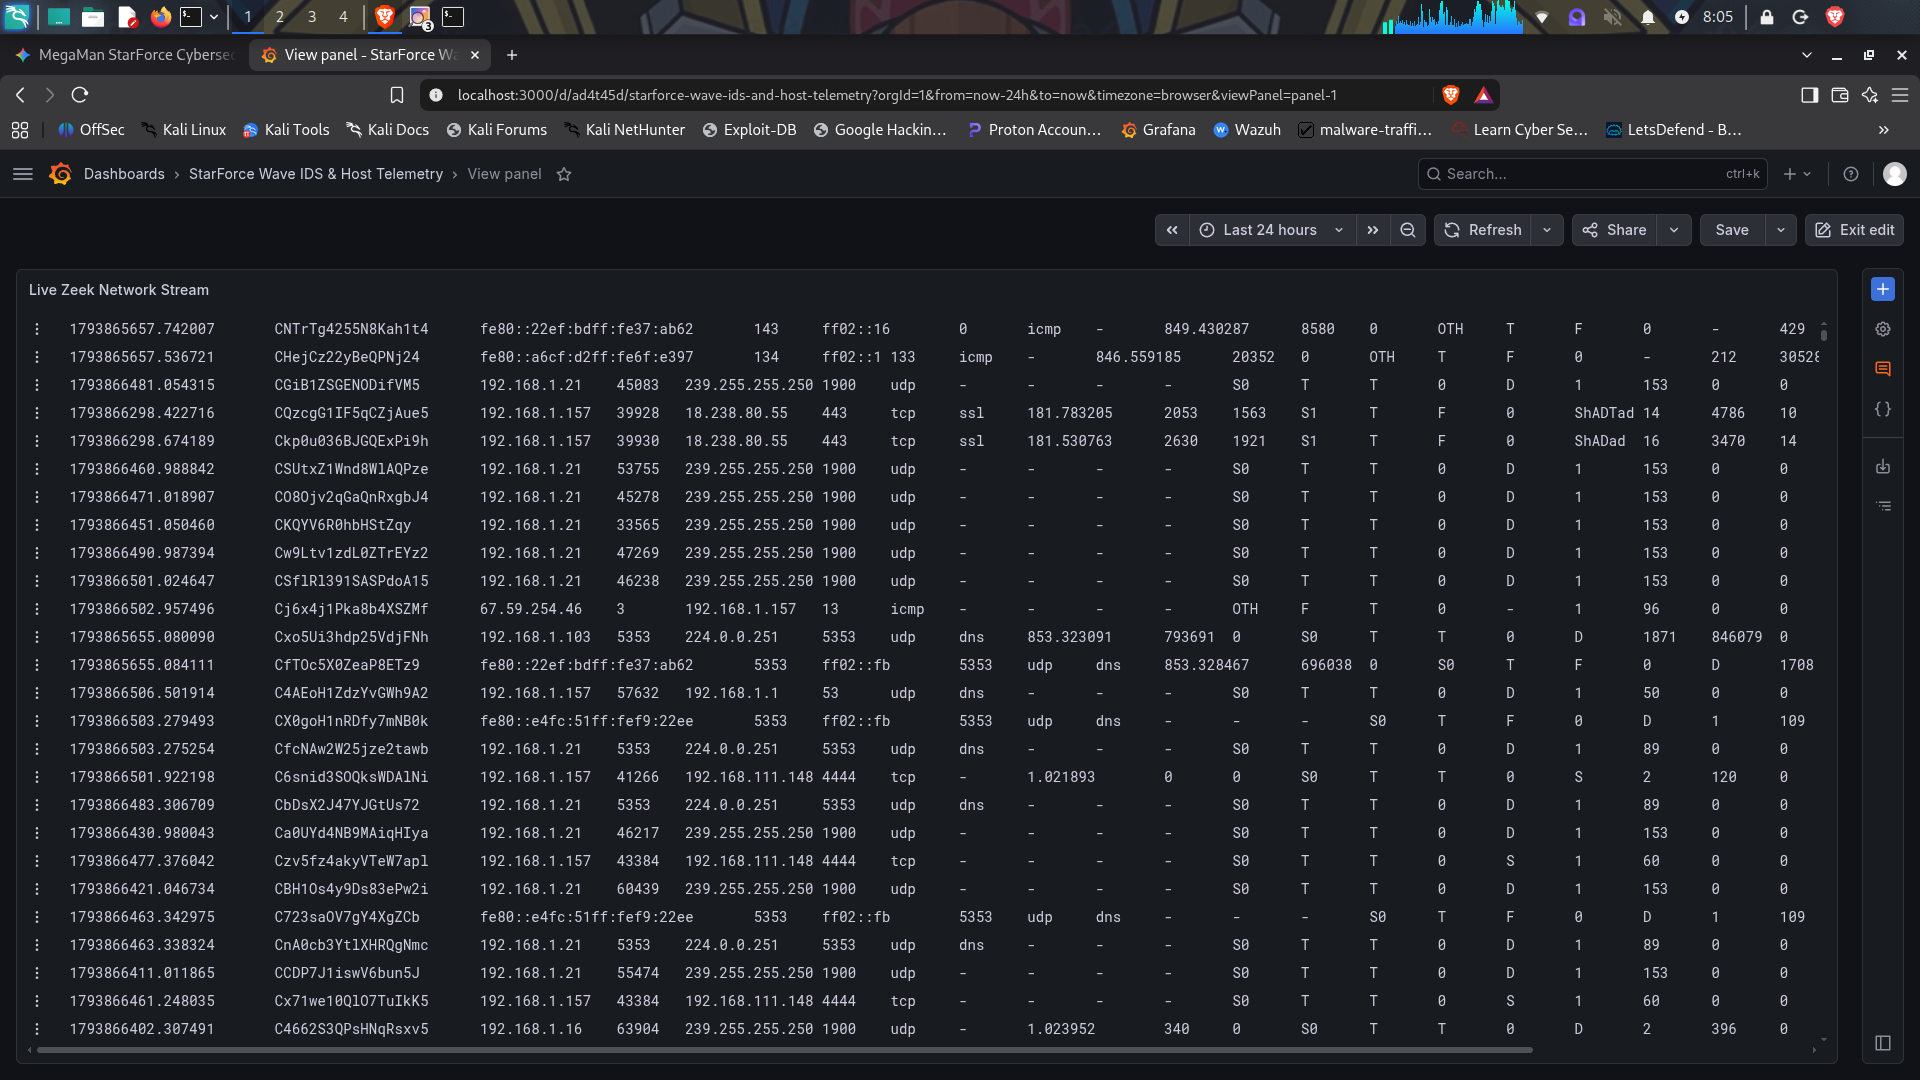 1 2 3 4 3 8:05
MegaMan StarForce Cybersec View panel - StarForce Wa
localhost:3000/d/ad4t45d/starforce-wave-ids-and-host-telemetry?orgId=1&from=now-24h&to=now&timezone=browser&viewPanel=panel-1
OffSec Kali Linux Kali Tools Kali Docs Kali Forums Kali NetHunter Exploit-DB Google Hackin... Proton Accoun... Grafana Wazuh malware-traffi... Learn Cyber Se... LetsDefend - B...
Dashboards › StarForce Wave IDS & Host Telemetry › View panel Search... ctrl+k
Last 24 hours Refresh Share Save Exit edit
Live Zeek Network Stream
1793865657.742007 CNTrTg4255N8Kah1t4 fe80::22ef:bdff:fe37:ab62 143 ff02::16 0 icmp - 849.430287 8580 0 OTH T F 0 - 429
1793865657.536721 CHejCz22yBeQPNj24 fe80::a6cf:d2ff:fe6f:e397 134 ff02::1 133 icmp - 846.559185 20352 0 OTH T F 0 - 212 30528
1793866481.054315 CGiB1ZSGENODifVM5 192.168.1.21 45083 239.255.255.250 1900 udp - - - - S0 T T 0 D 1 153 0 0
1793866298.422716 CQzcgG1IF5qCZjAue5 192.168.1.157 39928 18.238.80.55 443 tcp ssl 181.783205 2053 1563 S1 T F 0 ShADTad 14 4786 10
1793866298.674189 Ckp0u036BJGQExPi9h 192.168.1.157 39930 18.238.80.55 443 tcp ssl 181.530763 2630 1921 S1 T F 0 ShADad 16 3470 14
1793866460.988842 CSUtxZ1Wnd8WlAQPze 192.168.1.21 53755 239.255.255.250 1900 udp - - - - S0 T T 0 D 1 153 0 0
1793866471.018907 CO8Ojv2qGaQnRxgbJ4 192.168.1.21 45278 239.255.255.250 1900 udp - - - - S0 T T 0 D 1 153 0 0
1793866451.050460 CKQYV6R0hbHStZqy 192.168.1.21 33565 239.255.255.250 1900 udp - - - - S0 T T 0 D 1 153 0 0
1793866490.987394 Cw9Ltv1zdL0ZTrEYz2 192.168.1.21 47269 239.255.255.250 1900 udp - - - - S0 T T 0 D 1 153 0 0
1793866501.024647 CSflRl391SASPdoA15 192.168.1.21 46238 239.255.255.250 1900 udp - - - - S0 T T 0 D 1 153 0 0
1793866502.957496 Cj6x4j1Pka8b4XSZMf 67.59.254.46 3 192.168.1.157 13 icmp - - - - OTH F T 0 - 1 96 0 0
1793865655.080090 Cxo5Ui3hdp25VdjFNh 192.168.1.103 5353 224.0.0.251 5353 udp dns 853.323091 793691 0 S0 T T 0 D 1871 846079 0
1793865655.084111 CfTOc5X0ZeaP8ETz9 fe80::22ef:bdff:fe37:ab62 5353 ff02::fb 5353 udp dns 853.328467 696038 0 S0 T F 0 D 1708
1793866506.501914 C4AEoH1ZdzYvGWh9A2 192.168.1.157 57632 192.168.1.1 53 udp dns - - - S0 T T 0 D 1 50 0 0
1793866503.279493 CX0goH1nRDfy7mNB0k fe80::e4fc:51ff:fef9:22ee 5353 ff02::fb 5353 udp dns - - - S0 T F 0 D 1 109
1793866503.275254 CfcNAw2W25jze2tawb 192.168.1.21 5353 224.0.0.251 5353 udp dns - - - S0 T T 0 D 1 89 0 0
1793866501.922198 C6snid3SOQksWDAlNi 192.168.1.157 41266 192.168.111.148 4444 tcp - 1.021893 0 0 S0 T T 0 S 2 120 0
1793866483.306709 CbDsX2J47YJGtUs72 192.168.1.21 5353 224.0.0.251 5353 udp dns - - - S0 T T 0 D 1 89 0 0
1793866430.980043 Ca0UYd4NB9MAiqHIya 192.168.1.21 46217 239.255.255.250 1900 udp - - - - S0 T T 0 D 1 153 0 0
1793866477.376042 Czv5fz4akyVTeW7apl 192.168.1.157 43384 192.168.111.148 4444 tcp - - - - S0 T T 0 S 1 60 0 0
1793866421.046734 CBH1Os4y9Ds83ePw2i 192.168.1.21 60439 239.255.255.250 1900 udp - - - - S0 T T 0 D 1 153 0 0
1793866463.342975 C723saOV7gY4XgZCb fe80::e4fc:51ff:fef9:22ee 5353 ff02::fb 5353 udp dns - - - S0 T F 0 D 1 109
1793866463.338324 CnA0cb3YtlXHRQgNmc 192.168.1.21 5353 224.0.0.251 5353 udp dns - - - S0 T T 0 D 1 89 0 0
1793866411.011865 CCDP7J1iswV6bun5J 192.168.1.21 55474 239.255.255.250 1900 udp - - - - S0 T T 0 D 1 153 0 0
1793866461.248035 Cx71we10QlO7TuIkK5 192.168.1.157 43384 192.168.111.148 4444 tcp - - - - S0 T T 0 S 1 60 0 0
1793866402.307491 C4662S3QPsHNqRsxv5 192.168.1.16 63904 239.255.255.250 1900 udp - 1.023952 340 0 S0 T T 0 D 2 396 0